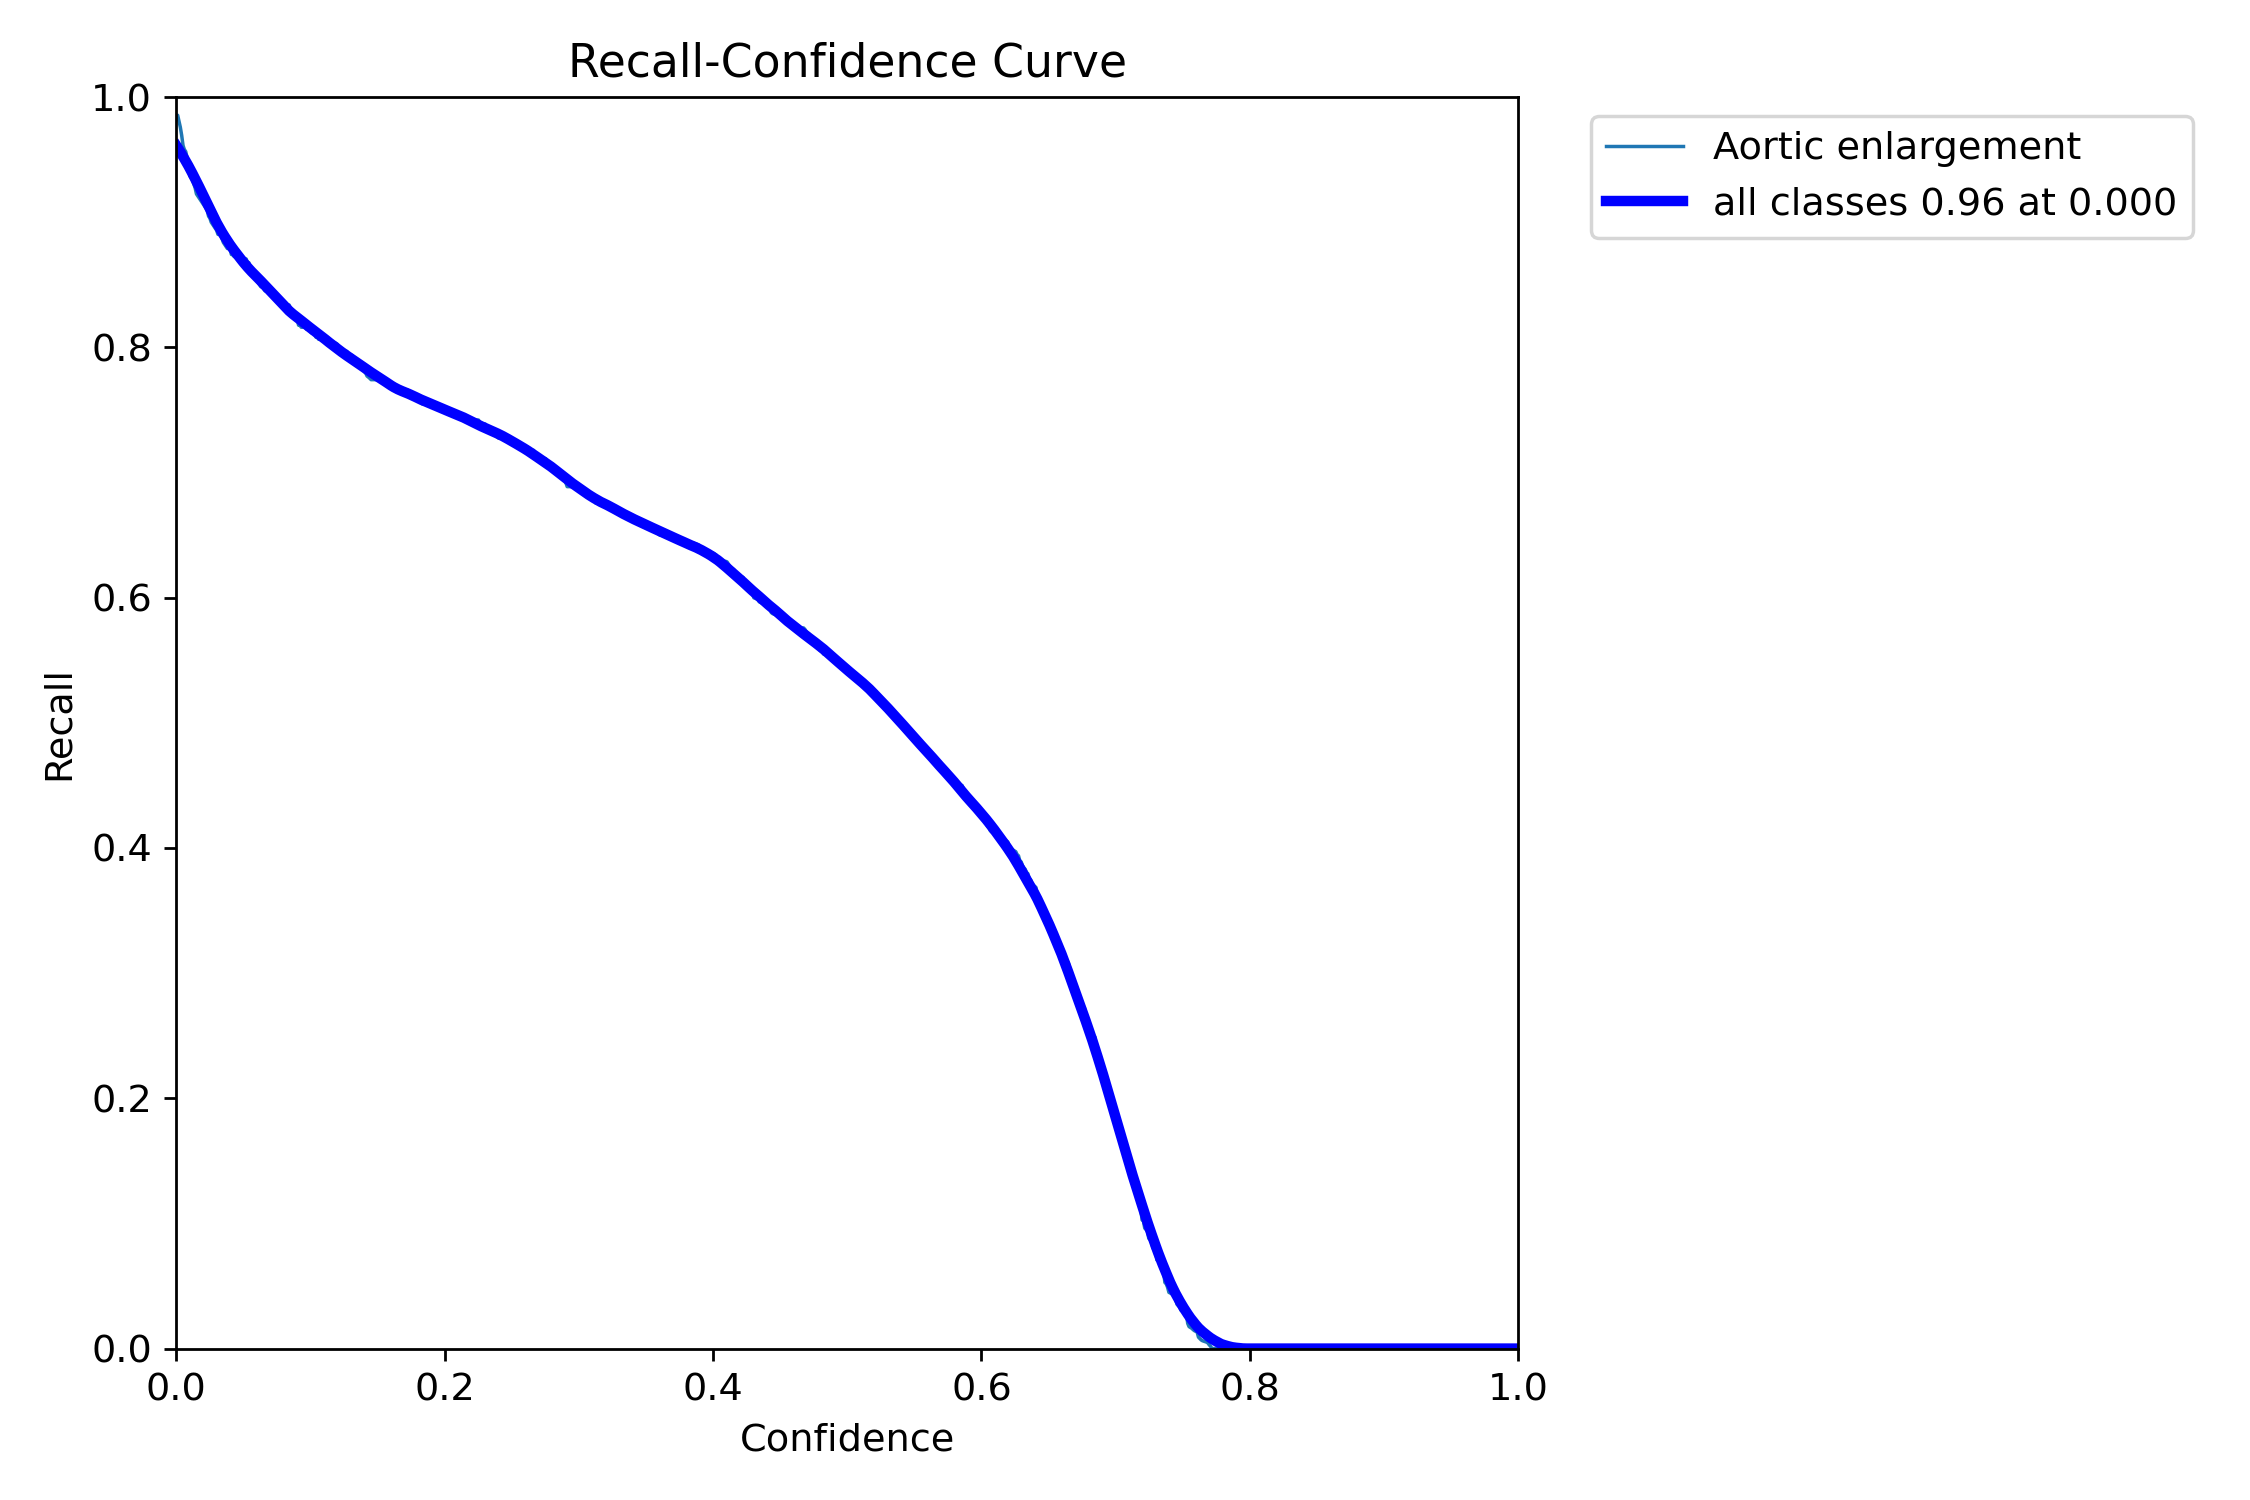 Recall-Confidence Curve
1.0
0.8
0.6
0.4
0.2
0.0
Recall
0.0 0.2 0.4 0.6 0.8 1.0
Confidence
Aortic enlargement
all classes 0.96 at 0.000